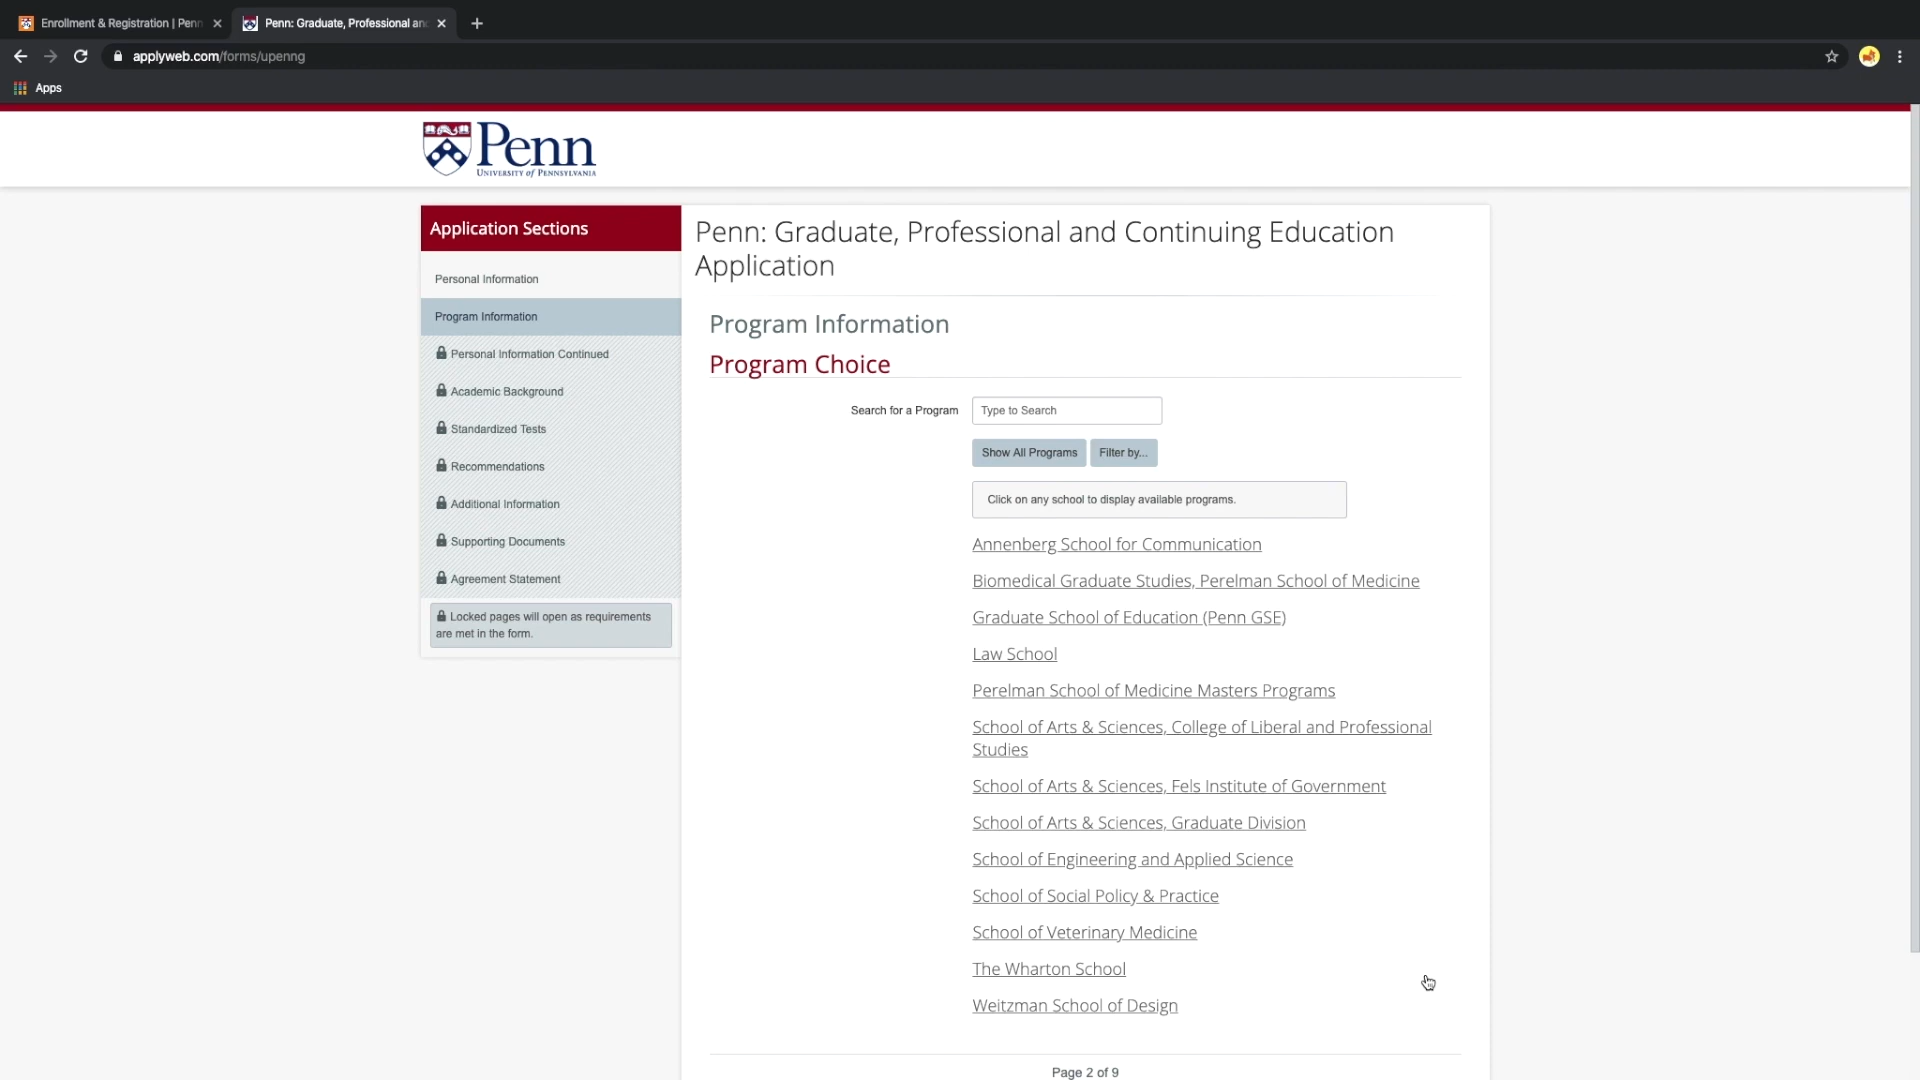 Enrollment & Registration | Penn
Penn: Graduate, Professional and
applyweb.com/forms/upenng
Apps
Penn
UNIVERSITY OF PENNSYLVANIA
Application Sections
Personal Information
Program Information
Personal Information Continued
Academic Background
Standardized Tests
Recommendations
Additional Information
Supporting Documents
Agreement Statement
Locked pages will open as requirements
are met in the form.
Penn: Graduate, Professional and Continuing Education
Application
Program Information
Program Choice
Search for a Program
Type to Search
Show All Programs
Filter by...
Click on any school to display available programs.
Annenberg School for Communication
Biomedical Graduate Studies, Perelman School of Medicine
Graduate School of Education (Penn GSE)
Law School
Perelman School of Medicine Masters Programs
School of Arts & Sciences, College of Liberal and Professional
Studies
School of Arts & Sciences, Fels Institute of Government
School of Arts & Sciences, Graduate Division
School of Engineering and Applied Science
School of Social Policy & Practice
School of Veterinary Medicine
The Wharton School
Weitzman School of Design
Page 2 of 9